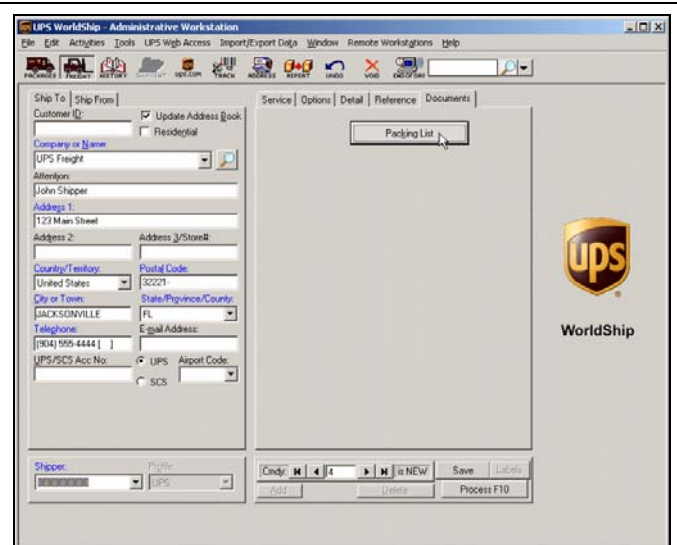 UPS WorldShip - Administrative Workstation
File Edit Activities Tools UPS Web Access Import/Export Data Window Remote Workstations Help
PACKAGES FREIGHT HISTORY ups.com TRACK ADDRESS REPEAT UNDO VOID END OF DAY
Ship To Ship From
Customer ID: Update Address Book
Residential
Company or Name:
UPS Freight
Attention:
John Shipper
Address 1:
123 Main Street
Address 2: Address 3/Store#:
Country/Territory: Postal Code:
United States 32221-
City or Town: State/Province/County:
JACKSONVILLE FL
Telephone: E-mail Address:
(904) 555-4444 [ ]
UPS/SCS Acc No: UPS Airport Code:
SCS
Shipper: Profile:
UPS
Service Options Detail Reference Documents
Packing List
Cmdy: 4 is NEW Save Labels
Add Delete Process F10
ups
WorldShip